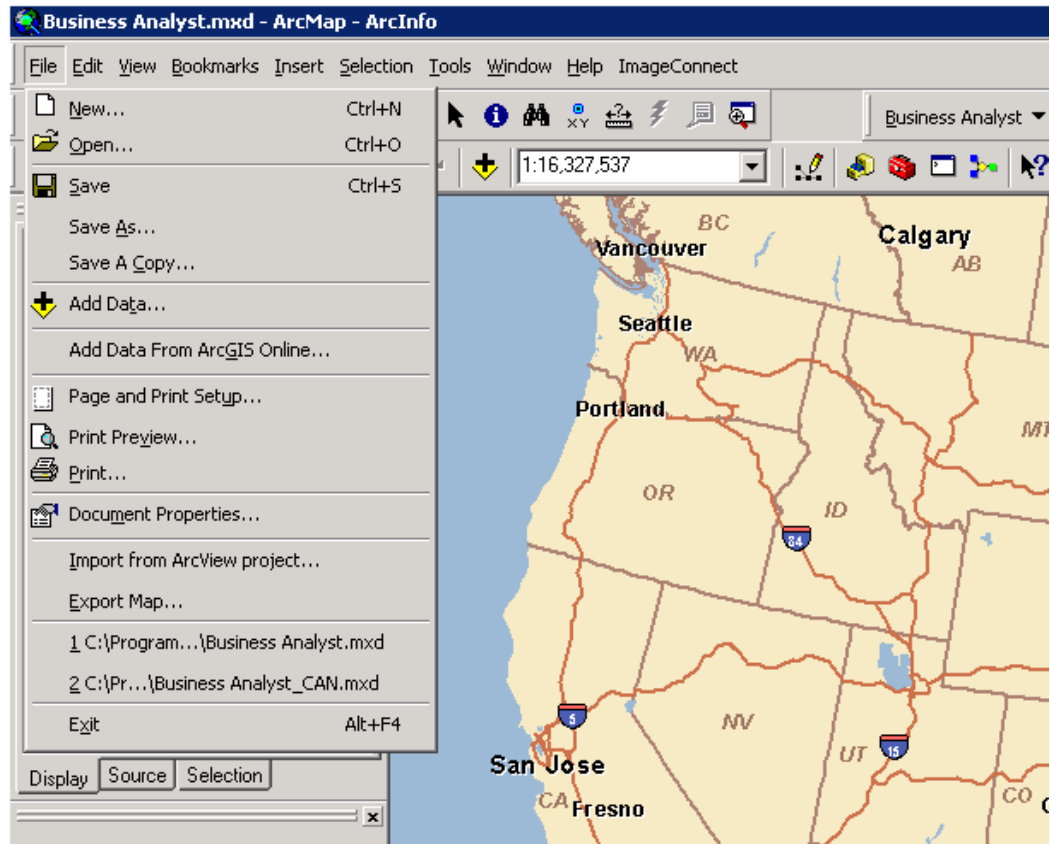 Business Analyst.mxd - ArcMap - ArcInfo
File Edit View Bookmarks Insert Selection Tools Window Help ImageConnect
New... Ctrl+N
Open... Ctrl+O
Save Ctrl+S
Save As...
Save A Copy...
Add Data...
Add Data From ArcGIS Online...
Page and Print Setup...
Print Preview...
Print...
Document Properties...
Import from ArcView project...
Export Map...
1 C:\Program...\Business Analyst.mxd
2 C:\Pr...\Business Analyst_CAN.mxd
Exit Alt+F4
Display Source Selection
XY
Business Analyst
1:16,327,537
BC
Vancouver
Calgary
AB
Seattle
WA
Portland
MT
OR
ID
84
5
NV
UT
15
San Jose
CA
Fresno
CO